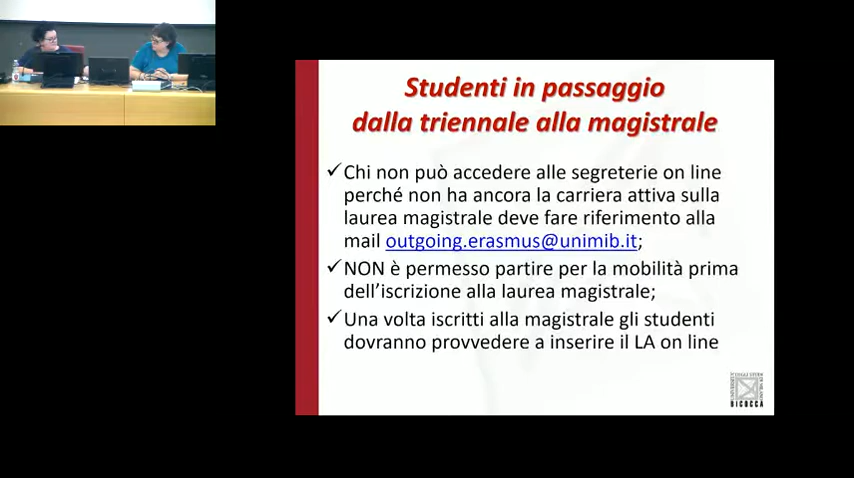 Studenti in passaggio
dalla triennale alla magistrale
✓Chi non può accedere alle segreterie on line
perché non ha ancora la carriera attiva sulla
laurea magistrale deve fare riferimento alla
mail outgoing.erasmus@unimib.it;
✓NON è permesso partire per la mobilità prima
dell'iscrizione alla laurea magistrale;
✓Una volta iscritti alla magistrale gli studenti
dovranno provvedere a inserire il LA on line
BICOCCA